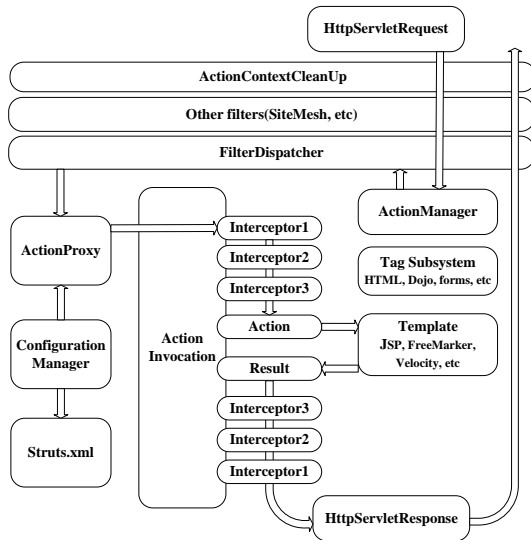 HttpServletRequest
ActionContextCleanUp
Other filters(SiteMesh, etc)
FilterDispatcher
ActionProxy
Configuration
Manager
Struts.xml
Action
Invocation
Interceptor1
Interceptor2
Interceptor3
Action
Result
Interceptor3
Interceptor2
Interceptor1
ActionManager
Tag Subsystem
HTML, Dojo, forms, etc
Template
JSP, FreeMarker,
Velocity, etc
HttpServletResponse